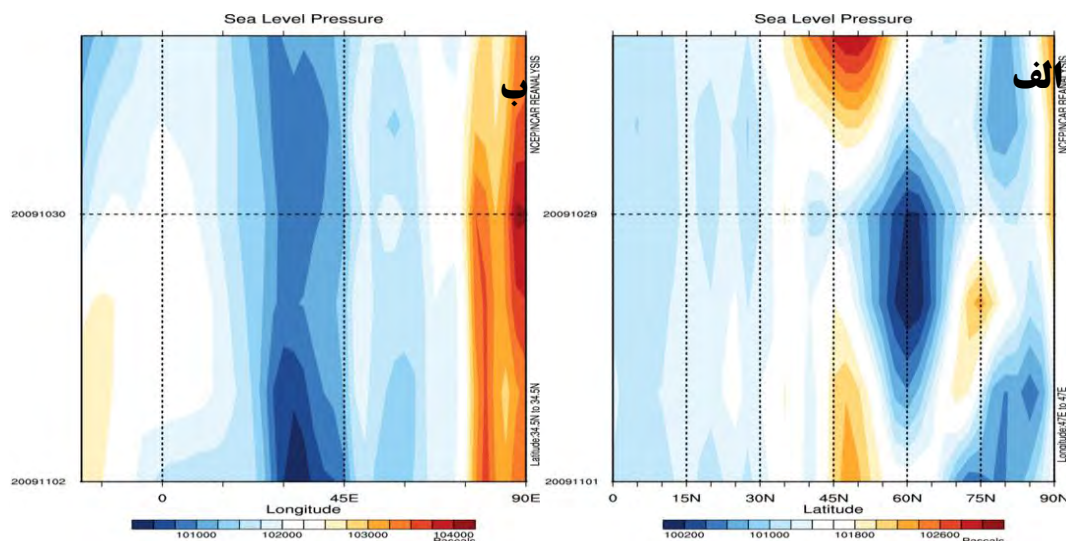 Sea Level Pressure
ب
NCEP/NCAR REANALYSIS
20091030
Latitude:34.5N to 34.5N
20091102
0 45E 90E
Longitude
101000 102000 103000 104000
Pascals
Sea Level Pressure
الف
NCEP/NCAR REANALYSIS
20091029
Longitude:47E to 47E
20091101
0 15N 30N 45N 60N 75N 90N
Latitude
100200 101000 101800 102600
Pascals